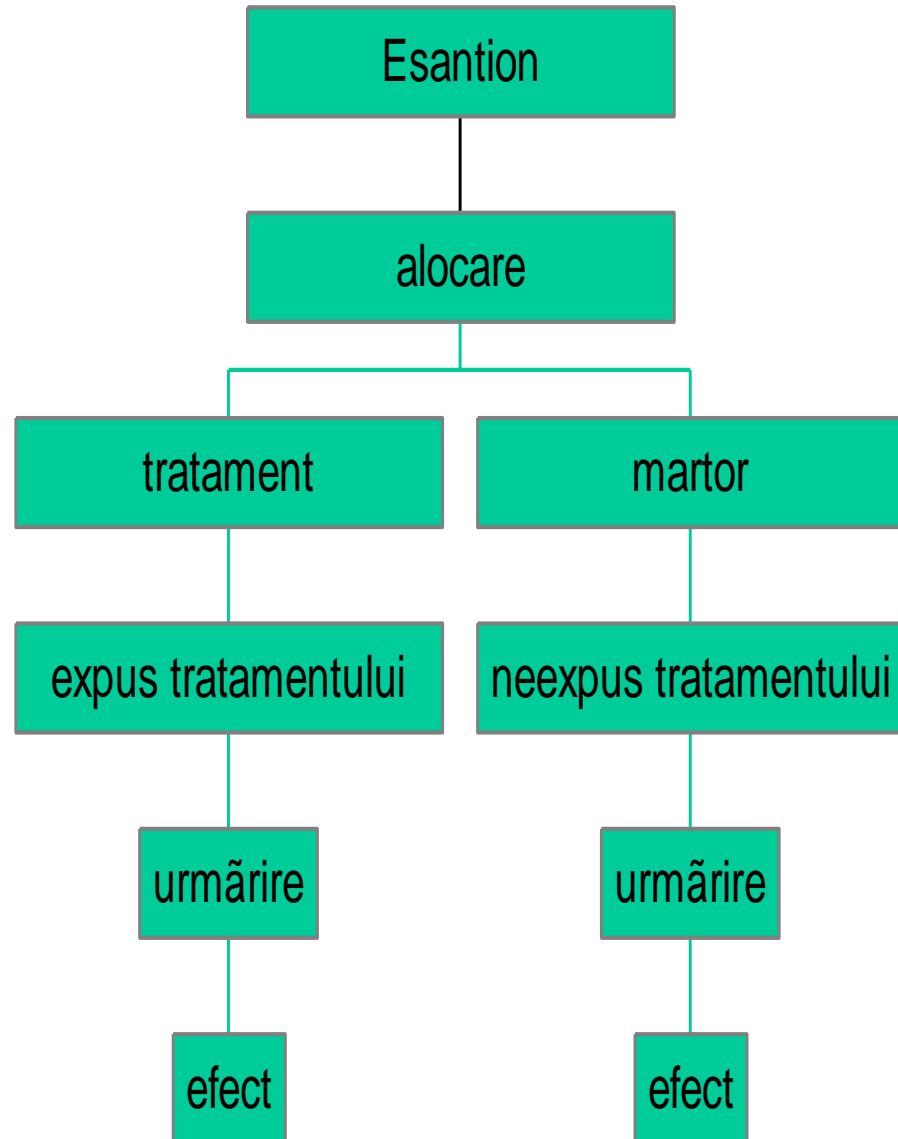 Esantion
alocare
tratament
martor
expus tratamentului
neexpus tratamentului
urmãrire
urmãrire
efect
efect